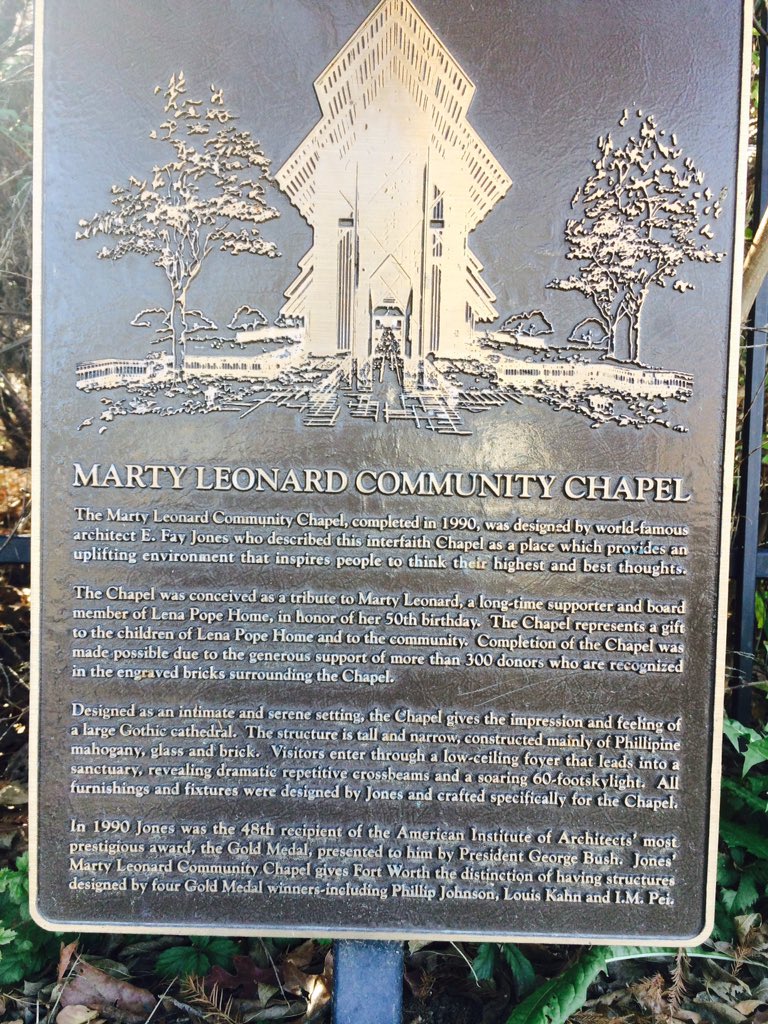 MARTY LEONARD COMMUNITY CHAPEL
The Marty Leonard Community Chapel, completed in 1990, was designed by world-famous
architect E. Fay Jones who described this interfaith Chapel as a place which provides an
uplifting environment that inspires people to think their highest and best thoughts.
The Chapel was conceived as a tribute to Marty Leonard, a long-time supporter and board
member of Lena Pope Home, in honor of her 50th birthday. The Chapel represents a gift
to the children of Lena Pope Home and to the community. Completion of the Chapel was
made possible due to the generous support of more than 300 donors who are recognized
in the engraved bricks surrounding the Chapel.
Designed as an intimate and serene setting, the Chapel gives the impression and feeling of
a large Gothic cathedral. The structure is tall and narrow, constructed mainly of Phillipine
mahogany, glass and brick. Visitors enter through a low-ceiling foyer that leads into a
sanctuary, revealing dramatic repetitive crossbeams and a soaring 60-footskylight. All
furnishings and fixtures were designed by Jones and crafted specifically for the Chapel.
In 1990 Jones was the 48th recipient of the American Institute of Architects' most
prestigious award, the Gold Medal, presented to him by President George Bush. Jones'
Marty Leonard Community Chapel gives Fort Worth the distinction of having structures
designed by four Gold Medal winners-including Phillip Johnson, Louis Kahn and I.M. Pei.